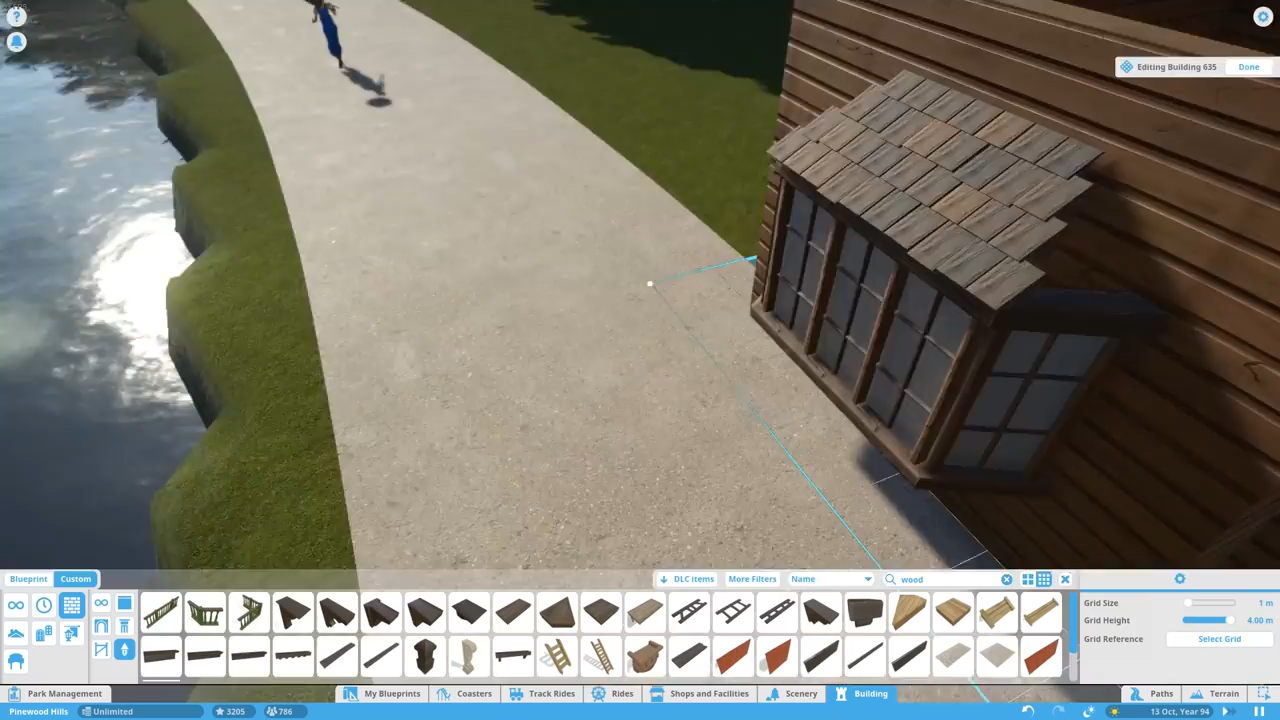 Editing Building 635 Done
Blueprint Custom
DLC items More Filters Name wood
Grid Size 1 m
Grid Height 4.00 m
Grid Reference Select Grid
Park Management My Blueprints Coasters Track Rides Rides Shops and Facilities Scenery Building Paths Terrain
Pinewood Hills Unlimited 3205 786 13 Oct, Year 94